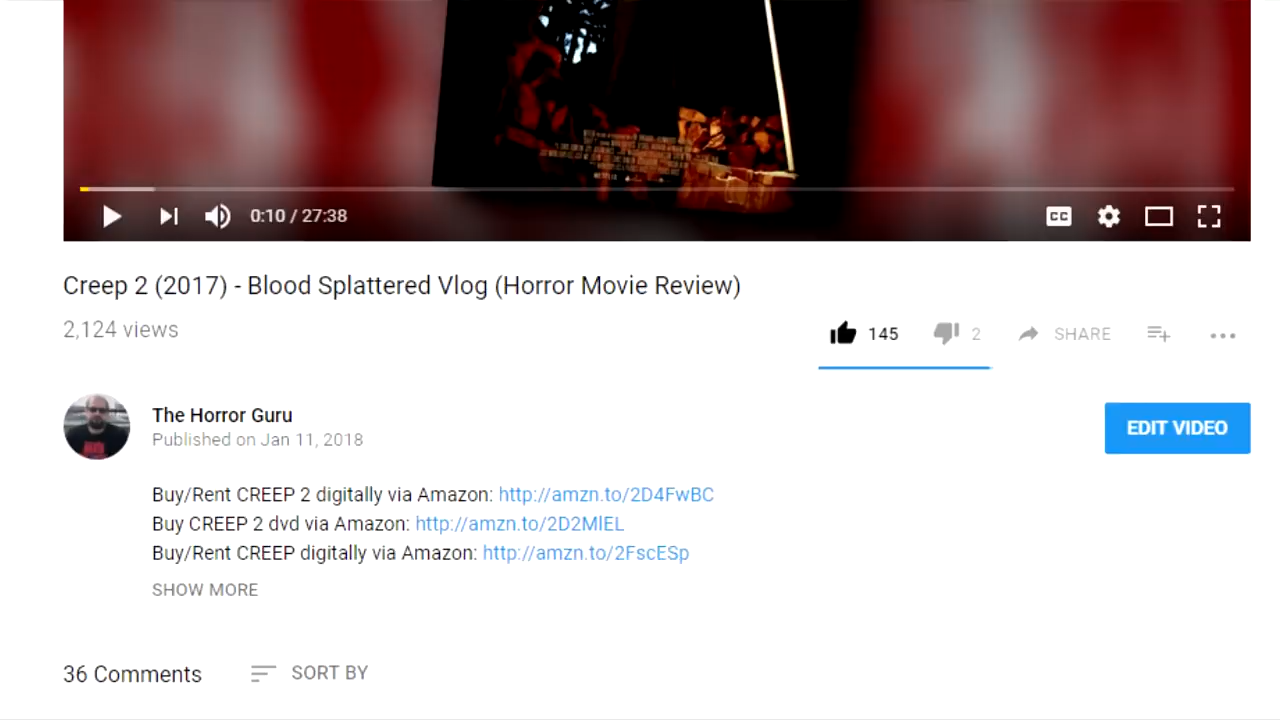 0:10 / 27:38
CC
Creep 2 (2017) - Blood Splattered Vlog (Horror Movie Review)
2,124 views
145
2
SHARE
The Horror Guru
Published on Jan 11, 2018
EDIT VIDEO
Buy/Rent CREEP 2 digitally via Amazon: http://amzn.to/2D4FwBC
Buy CREEP 2 dvd via Amazon: http://amzn.to/2D2MlEL
Buy/Rent CREEP digitally via Amazon: http://amzn.to/2FscESp
SHOW MORE
36 Comments
SORT BY